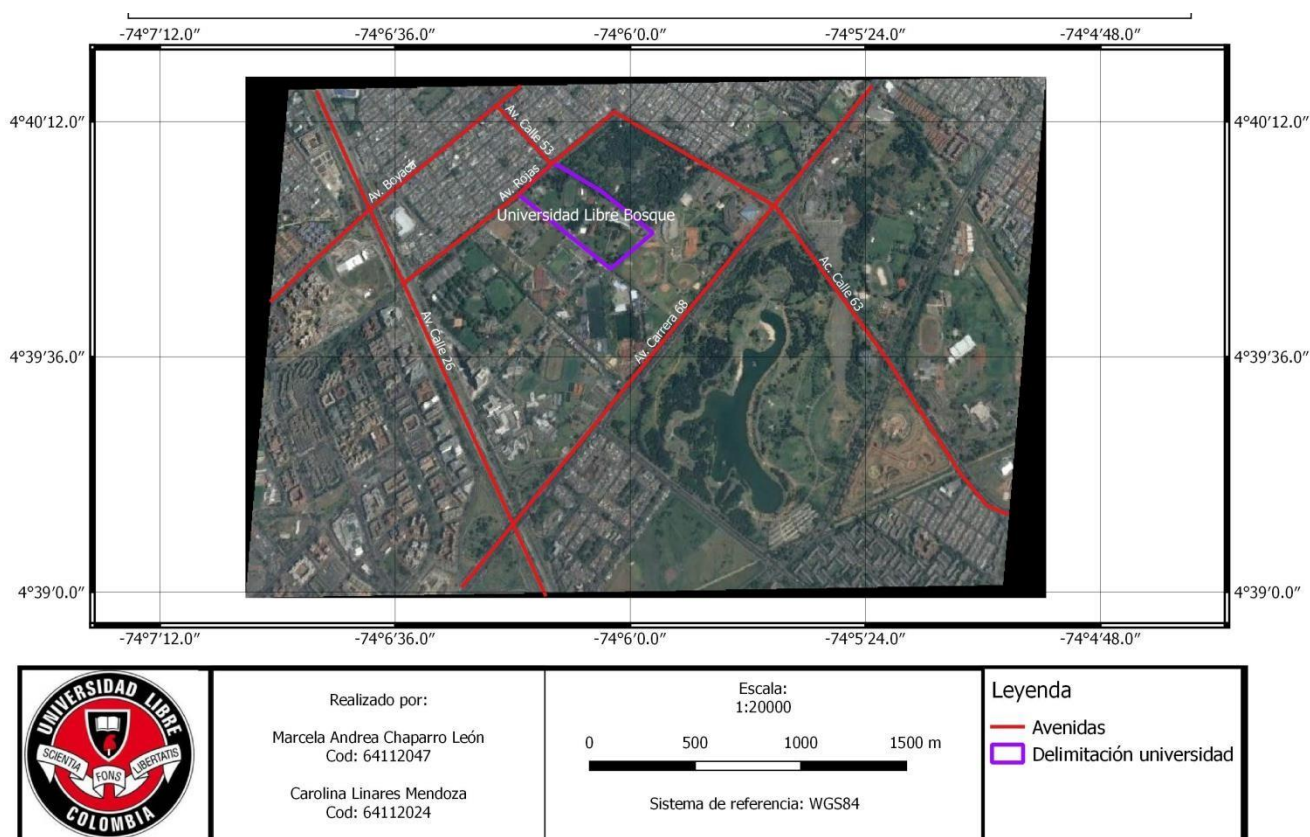 -74°7'12.0″ -74°6'36.0″ -74°6'0.0″ -74°5'24.0″ -74°4'48.0″
4°40'12.0″ 4°40'12.0″
Av. Calle 53
Av. Boyacá
Av. Rojas
Universidad Libre Bosque
Ac. Calle 63
Av. Calle 26
Av. Carrera 68
4°39'36.0″ 4°39'36.0″
4°39'0.0″ 4°39'0.0″
-74°7'12.0″ -74°6'36.0″ -74°6'0.0″ -74°5'24.0″ -74°4'48.0″
UNIVERSIDAD LIBRE
SCIENTIA FONS LIBERTATIS
COLOMBIA
Realizado por:
Marcela Andrea Chaparro León
Cod: 64112047
Carolina Linares Mendoza
Cod: 64112024
Escala:
1:20000
0 500 1000 1500 m
Sistema de referencia: WGS84
Leyenda
Avenidas
Delimitación universidad